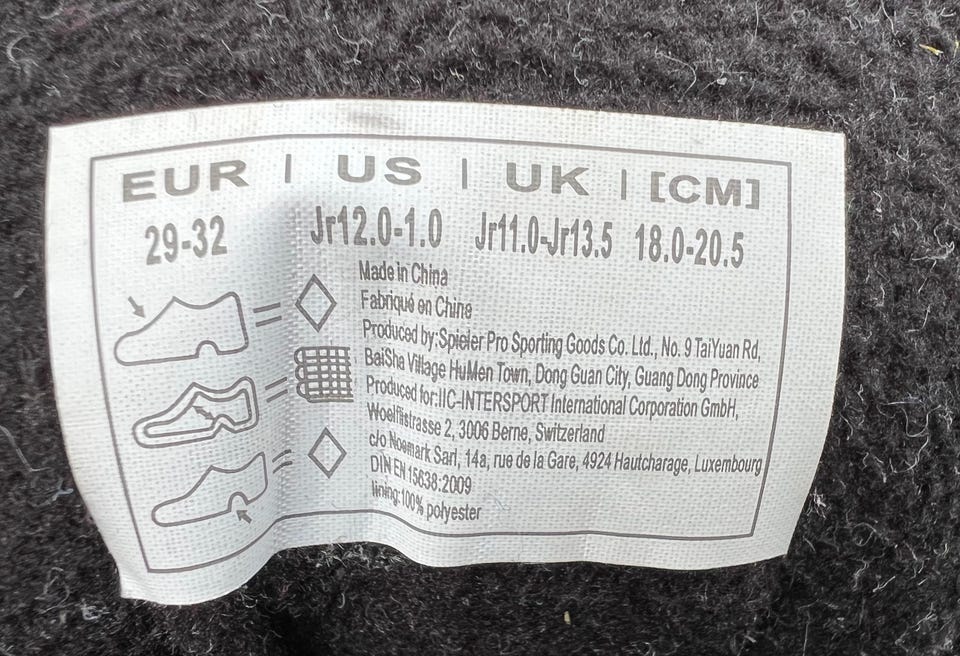 EUR | US | UK | [CM]
29-32 Jr12.0-1.0 Jr11.0-Jr13.5 18.0-20.5
Made in China
Fabriqué en Chine
Produced by:Spieler Pro Sporting Goods Co. Ltd., No. 9 TaiYuan Rd,
BaiSha Village HuMen Town, Dong Guan City, Guang Dong Province
Produced for:IIC-INTERSPORT International Corporation GmbH,
Woelflistrasse 2, 3006 Berne, Switzerland
c/o Noemark Sarl, 14a, rue de la Gare, 4924 Hautcharage, Luxembourg
DIN EN 15638:2009
lining:100% polyester